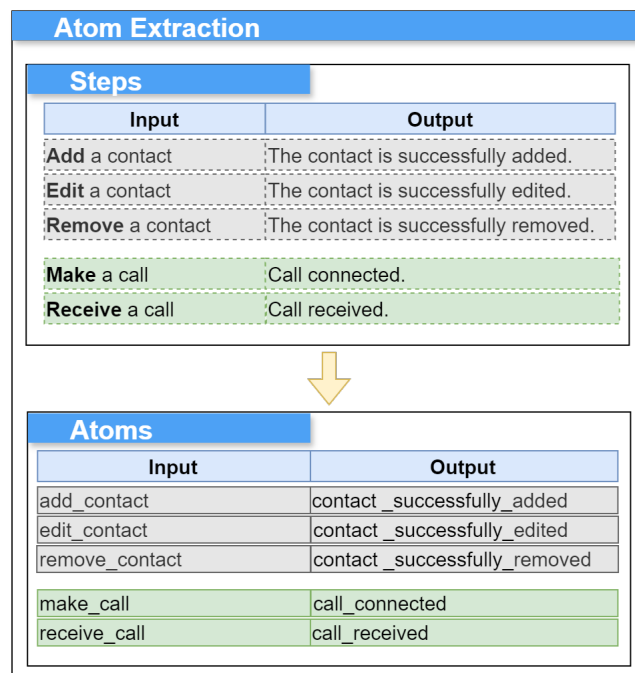 Atom Extraction
Steps
Input Output
Add a contact The contact is successfully added.
Edit a contact The contact is successfully edited.
Remove a contact The contact is successfully removed.
Make a call Call connected.
Receive a call Call received.
Atoms
Input Output
add_contact contact _successfully_added
edit_contact contact _successfully_edited
remove_contact contact _successfully_removed
make_call call_connected
receive_call call_received